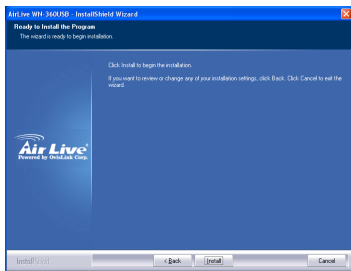 AirLive WN-360USB - InstallShield Wizard
Ready to Install the Program
The wizard is ready to begin installation.
Click Install to begin the installation.
If you want to review or change any of your installation settings, click Back. Click Cancel to exit the
wizard.
Air Live®
Powered by OvisLink Corp.
InstallShield
< Back
Install
Cancel